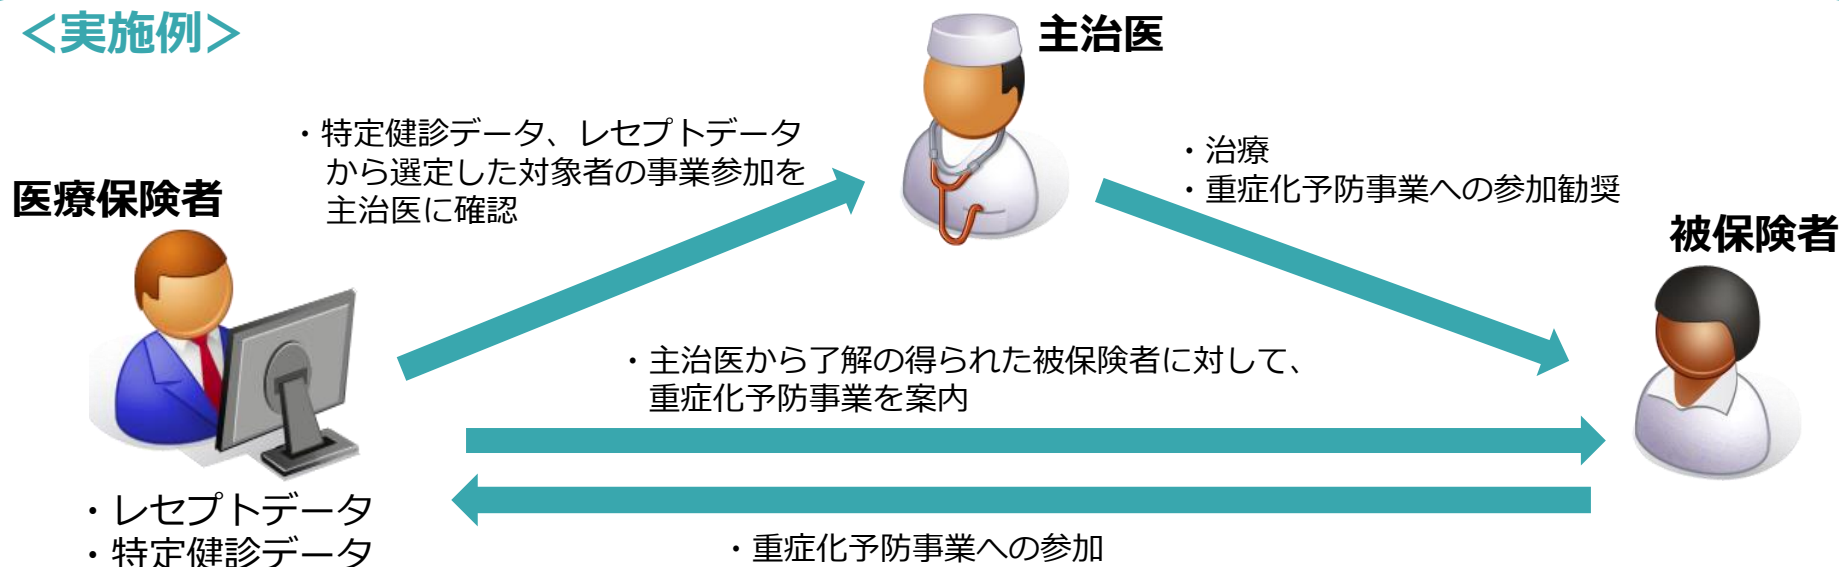 ＜実施例＞
主治医
・特定健診データ、レセプトデータ
から選定した対象者の事業参加を
主治医に確認
・治療
・重症化予防事業への参加勧奨
医療保険者
被保険者
・主治医から了解の得られた被保険者に対して、
重症化予防事業を案内
・レセプトデータ
・特定健診データ
・重症化予防事業への参加